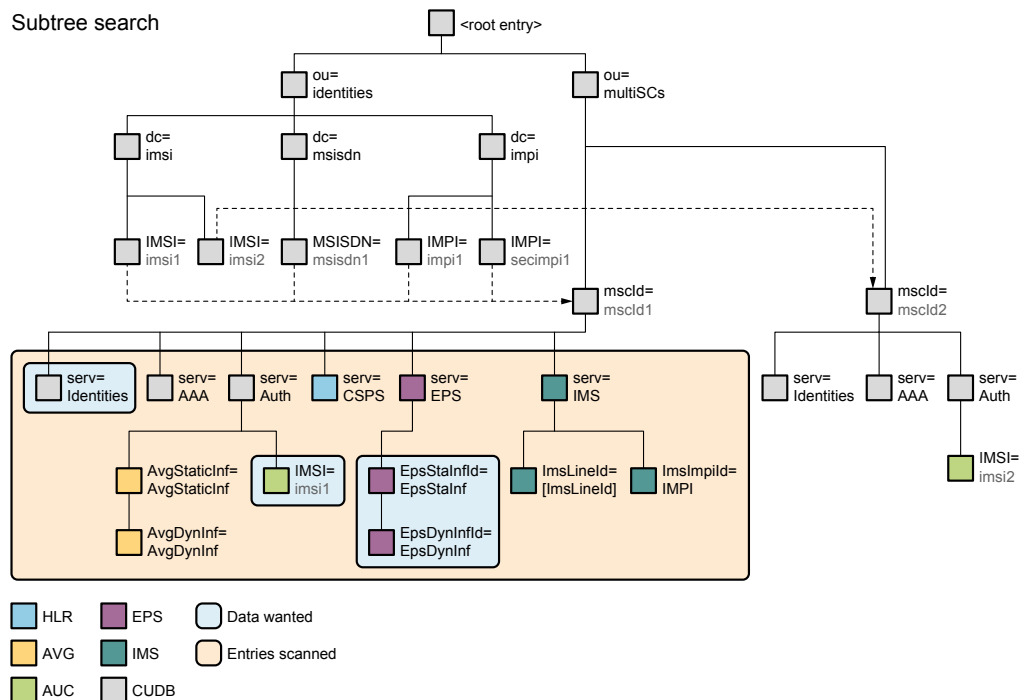 Subtree search
<root entry>
ou=
identities
ou=
multiSCs
dc=
imsi
dc=
msisdn
dc=
impi
IMSI=
imsi1
IMSI=
imsi2
MSISDN=
msisdn1
IMPI=
impi1
IMPI=
secimpi1
mscId=
mscId1
mscId=
mscId2
serv=
Identities
serv=
AAA
serv=
Auth
serv=
CSPS
serv=
EPS
serv=
IMS
serv=
Identities
serv=
AAA
serv=
Auth
AvgStaticInf=
AvgStaticInf
IMSI=
imsi1
EpsStaInfId=
EpsStaInf
ImsLineId=
[ImsLineId]
ImsImpiId=
IMPI
IMSI=
imsi2
AvgDynInf=
AvgDynInf
EpsDynInfId=
EpsDynInf
HLR
EPS
Data wanted
AVG
IMS
Entries scanned
AUC
CUDB